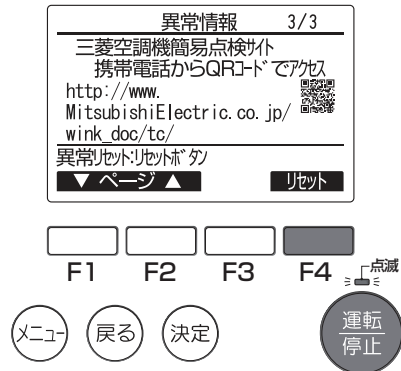 異常情報 3/3
三菱空調機簡易点検サイト
携帯電話からQRコードでアクセス
http://www.
MitsubishiElectric.co.jp/
wink_doc/tc/
異常リセット:リセットボタン
▼ ページ ▲ リセット
F1 F2 F3 F4
点滅
メニュー 戻る 決定 運転
停止